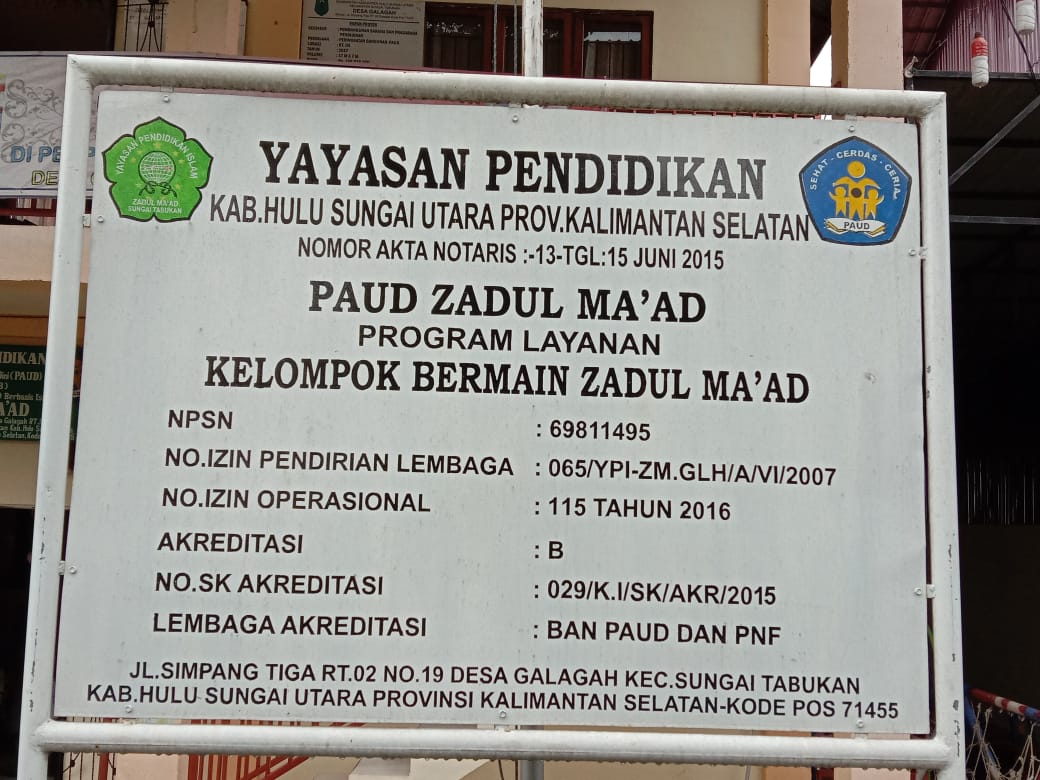 DESA GALAGAH
YAYASAN PENDIDIKAN ISLAM
ZADUL MA'AD
SUNGAI TABUKAN
SEHAT - CERDAS - CERIA
PAUD
YAYASAN PENDIDIKAN
KAB.HULU SUNGAI UTARA PROV.KALIMANTAN SELATAN
NOMOR AKTA NOTARIS :-13-TGL:15 JUNI 2015
PAUD ZADUL MA'AD
PROGRAM LAYANAN
KELOMPOK BERMAIN ZADUL MA'AD
NPSN : 69811495
NO.IZIN PENDIRIAN LEMBAGA : 065/YPI-ZM.GLH/A/VI/2007
NO.IZIN OPERASIONAL : 115 TAHUN 2016
AKREDITASI : B
NO.SK AKREDITASI : 029/K.I/SK/AKR/2015
LEMBAGA AKREDITASI : BAN PAUD DAN PNF
JL.SIMPANG TIGA RT.02 NO.19 DESA GALAGAH KEC.SUNGAI TABUKAN
KAB.HULU SUNGAI UTARA PROVINSI KALIMANTAN SELATAN-KODE POS 71455